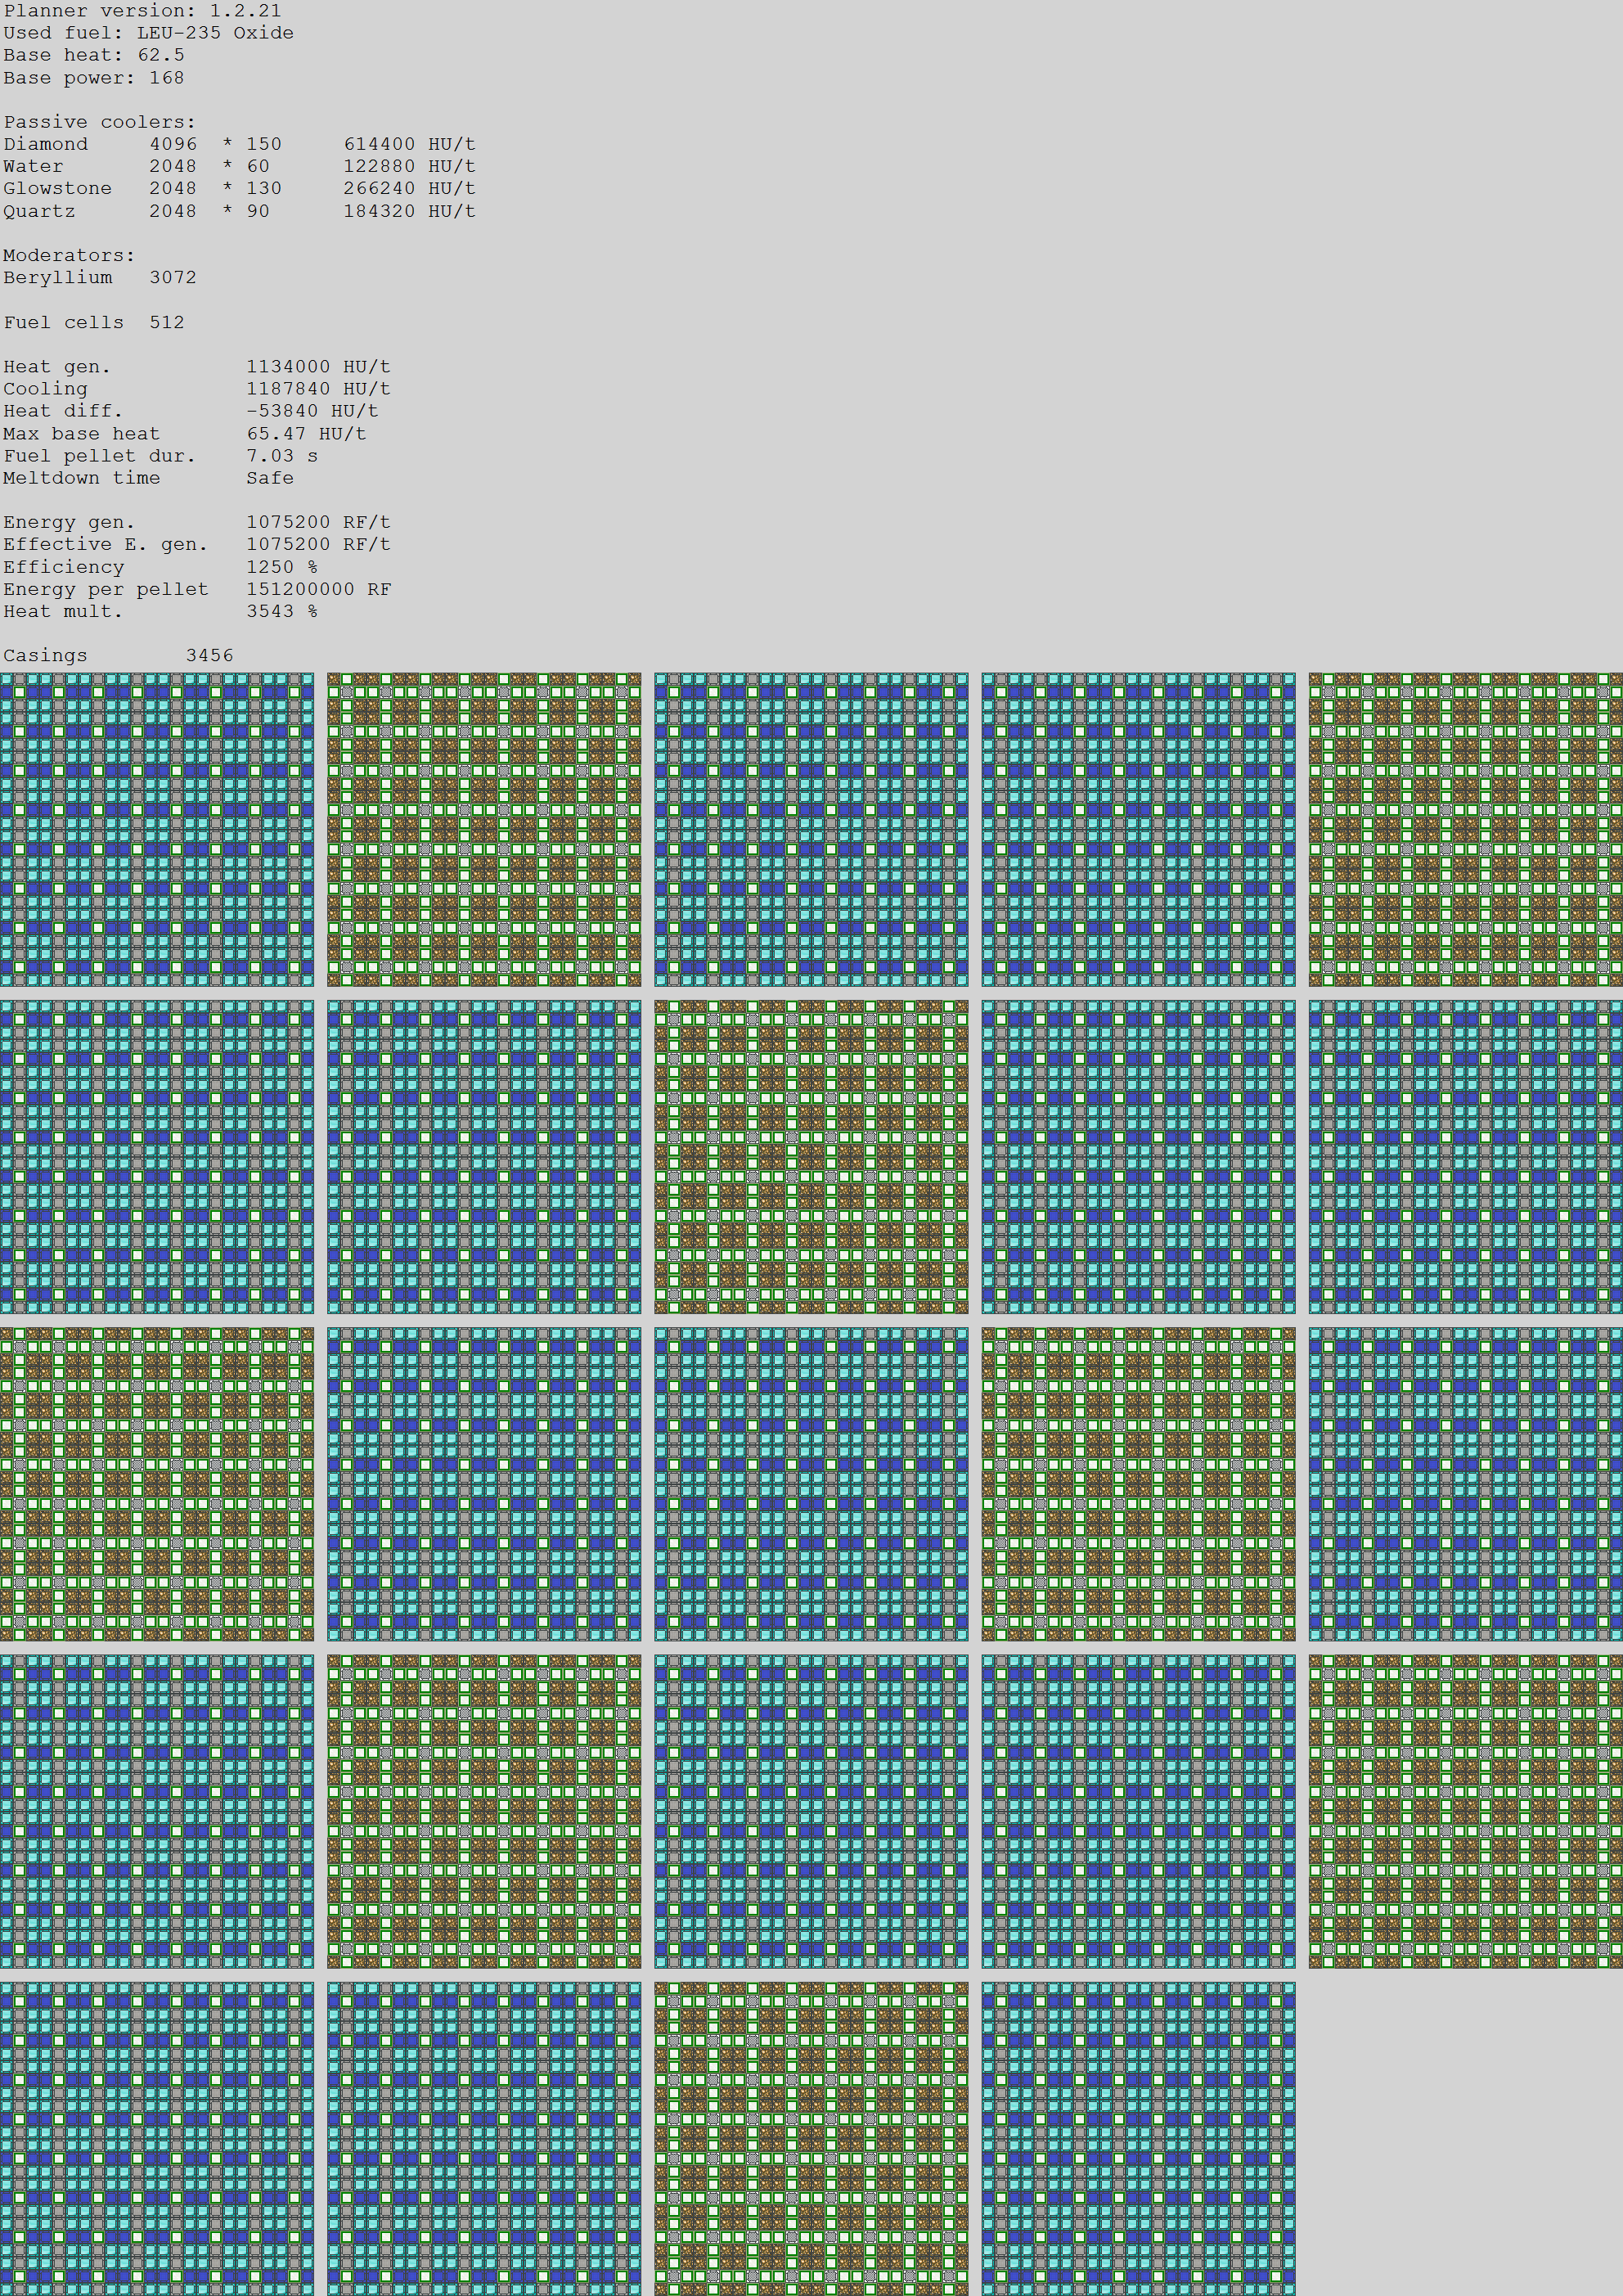 Planner version: 1.2.21
Used fuel: LEU-235 Oxide
Base heat: 62.5
Base power: 168
Passive coolers:
Diamond 4096 * 150 614400 HU/t
Water 2048 * 60 122880 HU/t
Glowstone 2048 * 130 266240 HU/t
Quartz 2048 * 90 184320 HU/t
Moderators:
Beryllium 3072
Fuel cells 512
Heat gen. 1134000 HU/t
Cooling 1187840 HU/t
Heat diff. -53840 HU/t
Max base heat 65.47 HU/t
Fuel pellet dur. 7.03 s
Meltdown time Safe
Energy gen. 1075200 RF/t
Effective E. gen. 1075200 RF/t
Efficiency 1250 %
Energy per pellet 151200000 RF
Heat mult. 3543 %
Casings 3456